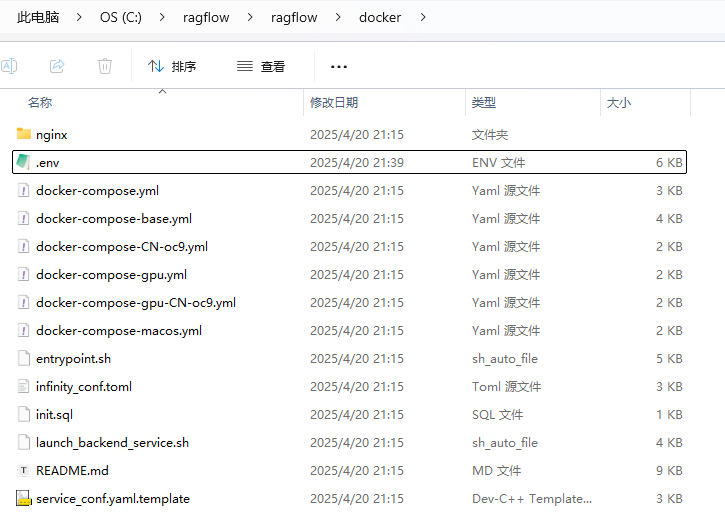 此电脑 > OS (C:) > ragflow > ragflow > docker >
排序 查看 ...
名称 修改日期 类型 大小
nginx 2025/4/20 21:15 文件夹
.env 2025/4/20 21:39 ENV 文件 6 KB
docker-compose.yml 2025/4/20 21:15 Yaml 源文件 3 KB
docker-compose-base.yml 2025/4/20 21:15 Yaml 源文件 4 KB
docker-compose-CN-oc9.yml 2025/4/20 21:15 Yaml 源文件 2 KB
docker-compose-gpu.yml 2025/4/20 21:15 Yaml 源文件 2 KB
docker-compose-gpu-CN-oc9.yml 2025/4/20 21:15 Yaml 源文件 2 KB
docker-compose-macos.yml 2025/4/20 21:15 Yaml 源文件 2 KB
entrypoint.sh 2025/4/20 21:15 sh_auto_file 5 KB
infinity_conf.toml 2025/4/20 21:15 Toml 源文件 3 KB
init.sql 2025/4/20 21:15 SQL 文件 1 KB
launch_backend_service.sh 2025/4/20 21:15 sh_auto_file 4 KB
README.md 2025/4/20 21:15 MD 文件 9 KB
service_conf.yaml.template 2025/4/20 21:15 Dev-C++ Template... 3 KB